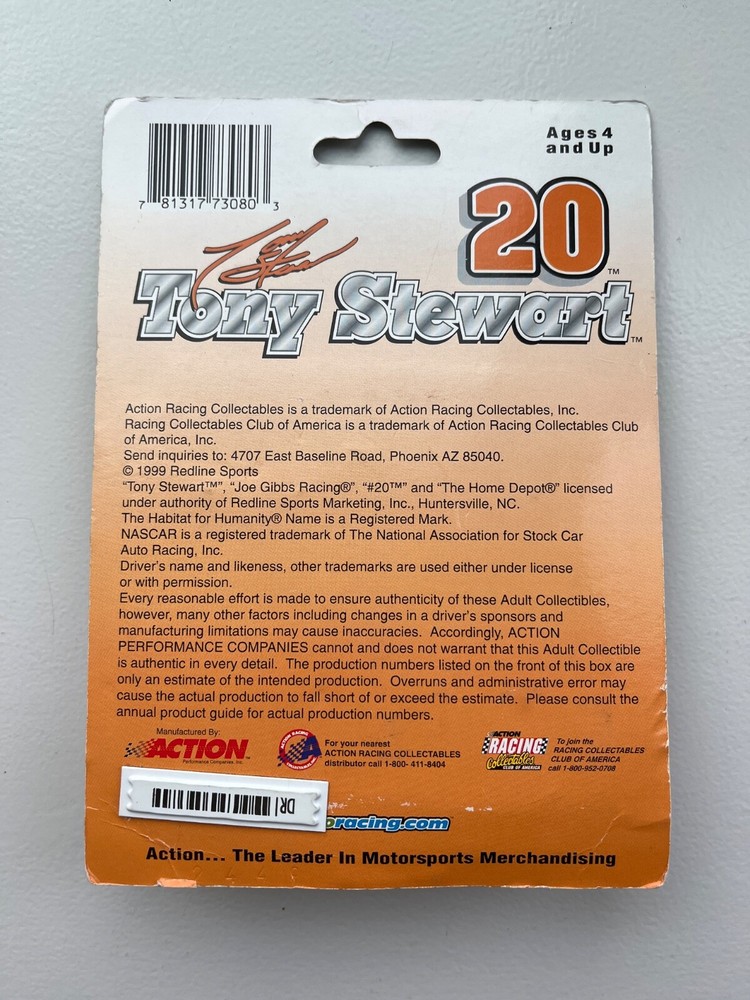 7 81317 73080 3
Ages 4
and Up
20™
Tony Stewart
Tony Stewart™
Action Racing Collectables is a trademark of Action Racing Collectables, Inc.
Racing Collectables Club of America is a trademark of Action Racing Collectables Club
of America, Inc.
Send inquiries to: 4707 East Baseline Road, Phoenix AZ 85040.
© 1999 Redline Sports
“Tony Stewart™”, “Joe Gibbs Racing®”, “#20™” and “The Home Depot®” licensed
under authority of Redline Sports Marketing, Inc., Huntersville, NC.
The Habitat for Humanity® Name is a Registered Mark.
NASCAR is a registered trademark of The National Association for Stock Car
Auto Racing, Inc.
Driver's name and likeness, other trademarks are used either under license
or with permission.
Every reasonable effort is made to ensure authenticity of these Adult Collectibles,
however, many other factors including changes in a driver's sponsors and
manufacturing limitations may cause inaccuracies. Accordingly, ACTION
PERFORMANCE COMPANIES cannot and does not warrant that this Adult Collectible
is authentic in every detail. The production numbers listed on the front of this box are
only an estimate of the intended production. Overruns and administrative error may
cause the actual production to fall short of or exceed the estimate. Please consult the
annual product guide for actual production numbers.
Manufactured By:
ACTION™
Performance Companies, Inc.
ACTION RACING
COLLECTABLES, INC.
For your nearest
ACTION RACING COLLECTABLES
distributor call 1-800- 411-8404
ACTION
RACING
Collectables
CLUB OF AMERICA
To join the
RACING COLLECTABLES
CLUB OF AMERICA
call 1-800-952-0708
DR
oracing.com
Action... The Leader In Motorsports Merchandising